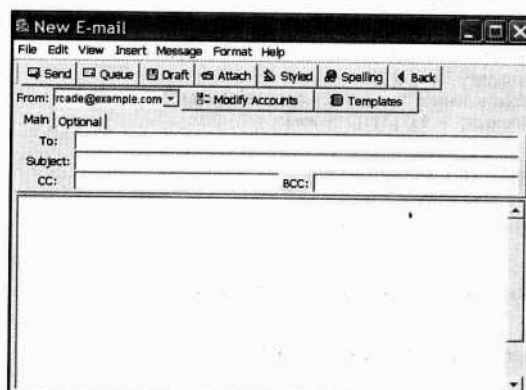 New E-mail
File Edit View Insert Message Format Help
Send Queue Draft Attach Styled Spelling Back
From: rcade@example.com Modify Accounts Templates
Main Optional
To:
Subject:
CC: BCC: